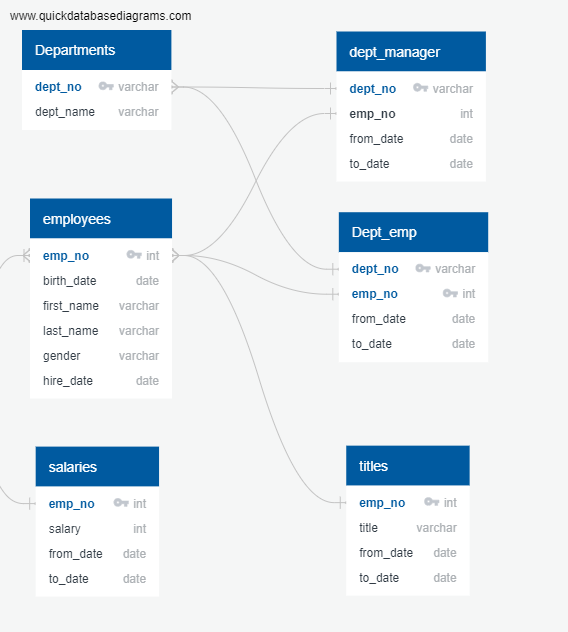 www.quickdatabasediagrams.com
Departments
dept_no varchar
dept_name varchar
dept_manager
dept_no varchar
emp_no int
from_date date
to_date date
employees
emp_no int
birth_date date
first_name varchar
last_name varchar
gender varchar
hire_date date
Dept_emp
dept_no varchar
emp_no int
from_date date
to_date date
salaries
emp_no int
salary int
from_date date
to_date date
titles
emp_no int
title varchar
from_date date
to_date date